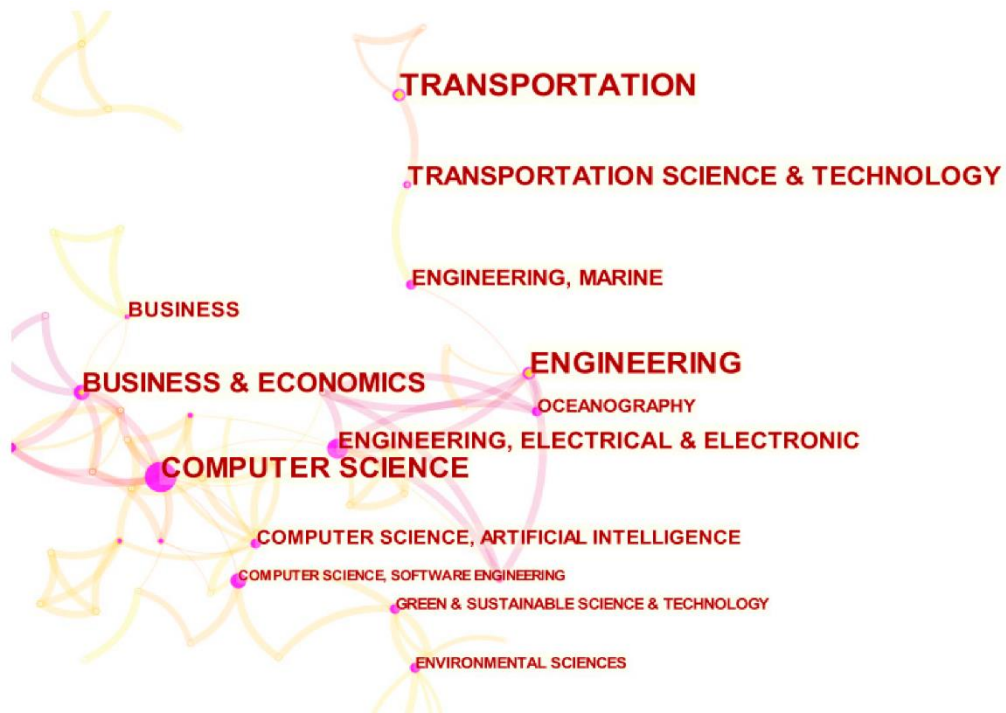 TRANSPORTATION
TRANSPORTATION SCIENCE & TECHNOLOGY
ENGINEERING, MARINE
BUSINESS
ENGINEERING
BUSINESS & ECONOMICS
OCEANOGRAPHY
ENGINEERING, ELECTRICAL & ELECTRONIC
COMPUTER SCIENCE
COMPUTER SCIENCE, ARTIFICIAL INTELLIGENCE
COMPUTER SCIENCE, SOFTWARE ENGINEERING
GREEN & SUSTAINABLE SCIENCE & TECHNOLOGY
ENVIRONMENTAL SCIENCES